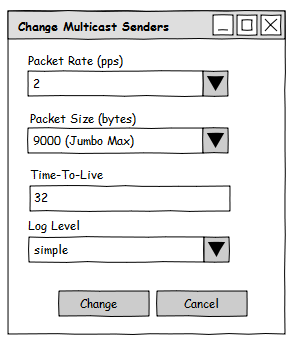 Change Multicast Senders
Packet Rate (pps)
2
Packet Size (bytes)
9000 (Jumbo Max)
Time-To-Live
32
Log Level
simple
Change Cancel